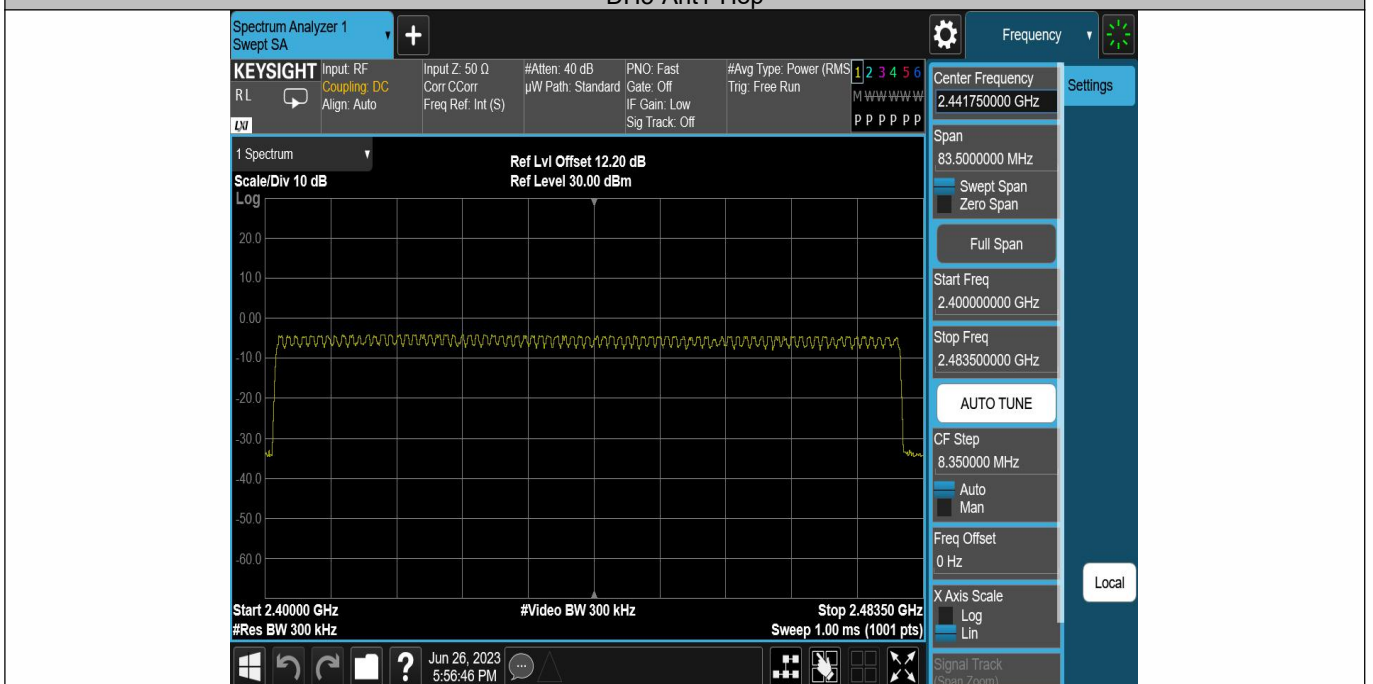 Spectrum Analyzer 1
Swept SA
+
Frequency
KEYSIGHT
RL
LXI
Input: RF
Coupling: DC
Align: Auto
Input Z: 50 Ω
Corr CCorr
Freq Ref: Int (S)
#Atten: 40 dB
µW Path: Standard
PNO: Fast
Gate: Off
IF Gain: Low
Sig Track: Off
#Avg Type: Power (RMS
Trig: Free Run
1 2 3 4 5 6
M W W W W W
P P P P P P
1 Spectrum
Scale/Div 10 dB
Log
Ref Lvl Offset 12.20 dB
Ref Level 30.00 dBm
20.0
10.0
0.00
-10.0
-20.0
-30.0
-40.0
-50.0
-60.0
Start 2.40000 GHz
#Video BW 300 kHz
Stop 2.48350 GHz
#Res BW 300 kHz
Sweep 1.00 ms (1001 pts)
?
Jun 26, 2023
5:56:46 PM
Center Frequency
2.441750000 GHz
Settings
Span
83.5000000 MHz
Swept Span
Zero Span
Full Span
Start Freq
2.400000000 GHz
Stop Freq
2.483500000 GHz
AUTO TUNE
CF Step
8.350000 MHz
Auto
Man
Freq Offset
0 Hz
X Axis Scale
Log
Lin
Local
Signal Track
(Span Zoom)